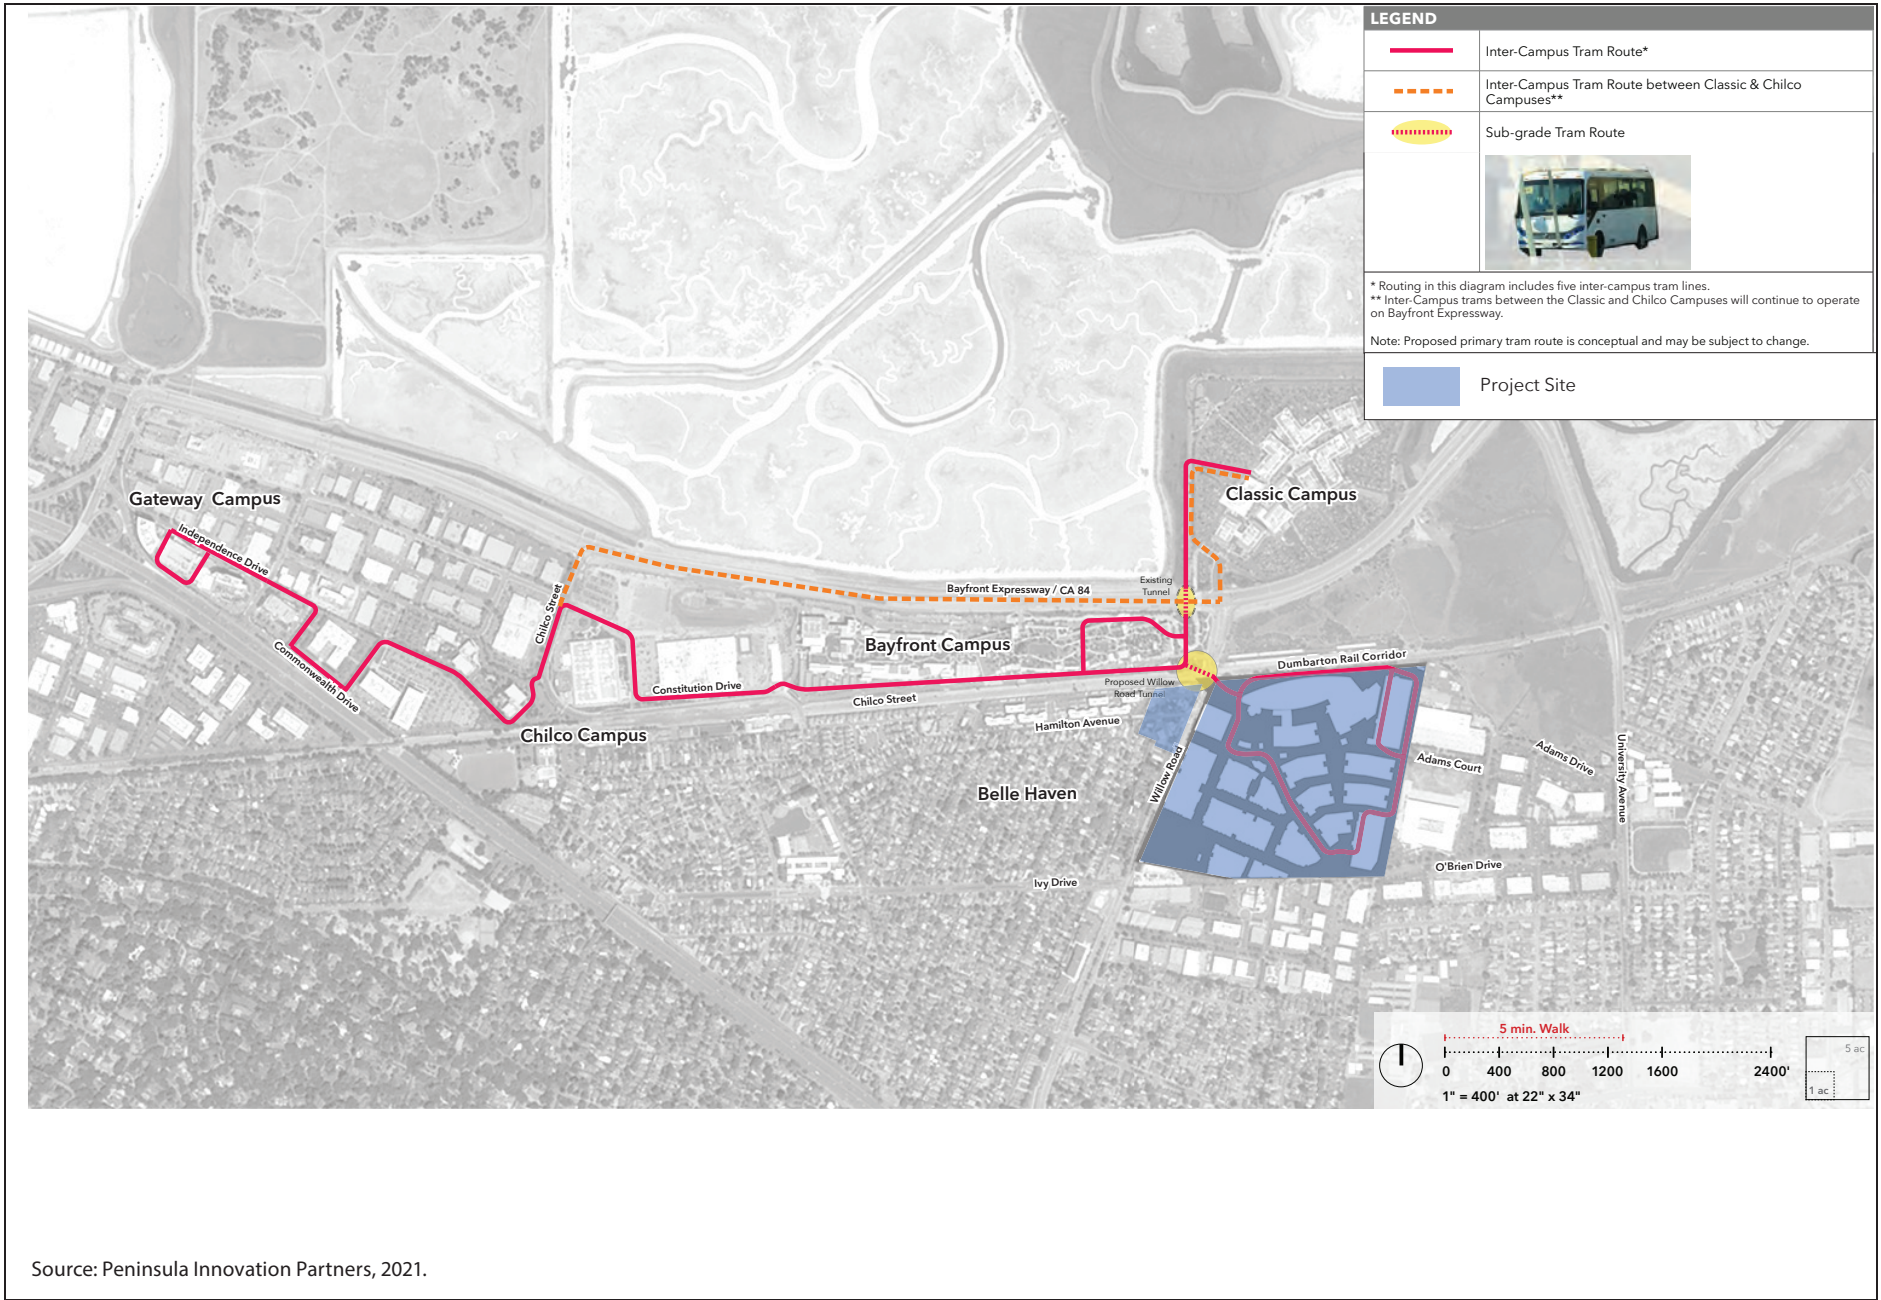 LEGEND
Inter-Campus Tram Route*
Inter-Campus Tram Route between Classic & Chilco
Campuses**
Sub-grade Tram Route
* Routing in this diagram includes five inter-campus tram lines.
** Inter-Campus trams between the Classic and Chilco Campuses will continue to operate
on Bayfront Expressway.
Note: Proposed primary tram route is conceptual and may be subject to change.
Project Site
Gateway Campus
Classic Campus
Independence Drive
Existing
Tunnel
Bayfront Expressway / CA 84
Chilco Street
Bayfront Campus
Commonwealth Drive
Dumbarton Rail Corridor
Constitution Drive
Proposed Willow
Road Tunnel
Chilco Street
Hamilton Avenue
Chilco Campus
Willow Road
Adams Court
Adams Drive
University Avenue
Belle Haven
O'Brien Drive
Ivy Drive
5 min. Walk
0 400 800 1200 1600 2400'
1" = 400' at 22" x 34"
5 ac
1 ac
Source: Peninsula Innovation Partners, 2021.